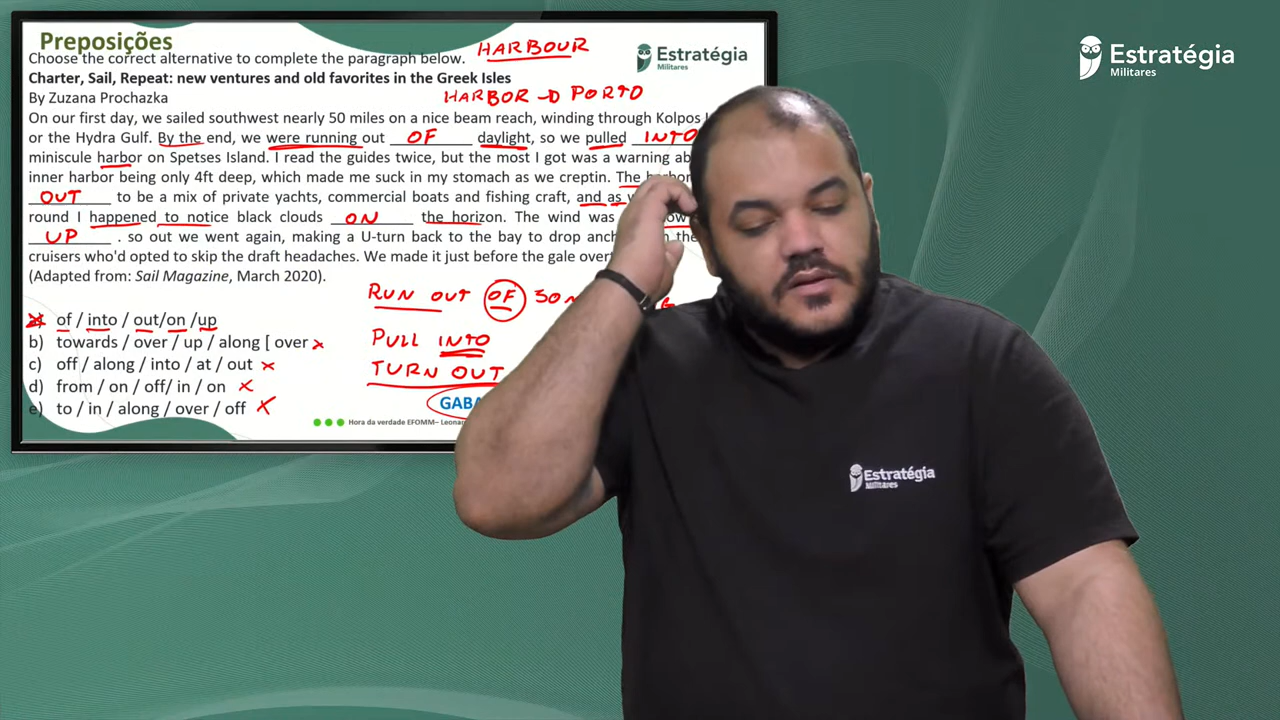 Preposições
Choose the correct alternative to complete the paragraph below.
HARBOUR
Estratégia
Militares
Charter, Sail, Repeat: new ventures and old favorites in the Greek Isles
By Zuzana Prochazka
HARBOR → PORTO
On our first day, we sailed southwest nearly 50 miles on a nice beam reach, winding through Kolpos
or the Hydra Gulf. By the end, we were running out OF daylight, so we pulled INTO
miniscule harbor on Spetses Island. I read the guides twice, but the most I got was a warning
inner harbor being only 4ft deep, which made me suck in my stomach as we creptin. The
OUT to be a mix of private yachts, commercial boats and fishing craft, and as
round I happened to notice black clouds ON the horizon. The wind was
UP . so out we went again, making a U-turn back to the bay to drop the
cruisers who'd opted to skip the draft headaches. We made it just before the gale
(Adapted from: Sail Magazine, March 2020).
RUN OUT OF
a) of / into / out/on /up
PULL INTO
b) towards / over / up / along [ over x
c) off / along / into / at / out x
TURN OUT
d) from / on / off/ in / on x
e) to / in / along / over / off x
Hora da verdade EFOMM–
Estratégia
Militares
Estratégia
Militares